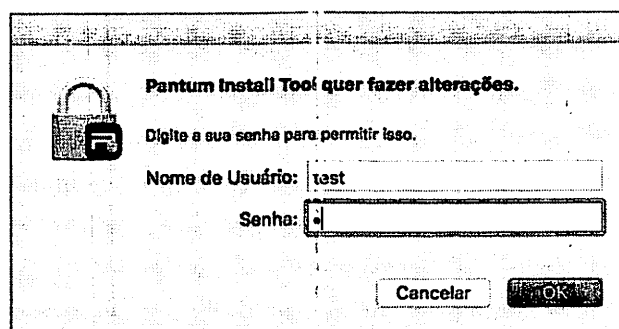 Pantum Install Tool quer fazer alterações.
Digite a sua senha para permitir isso.
Nome de Usuário: test
Senha: •
Cancelar OK